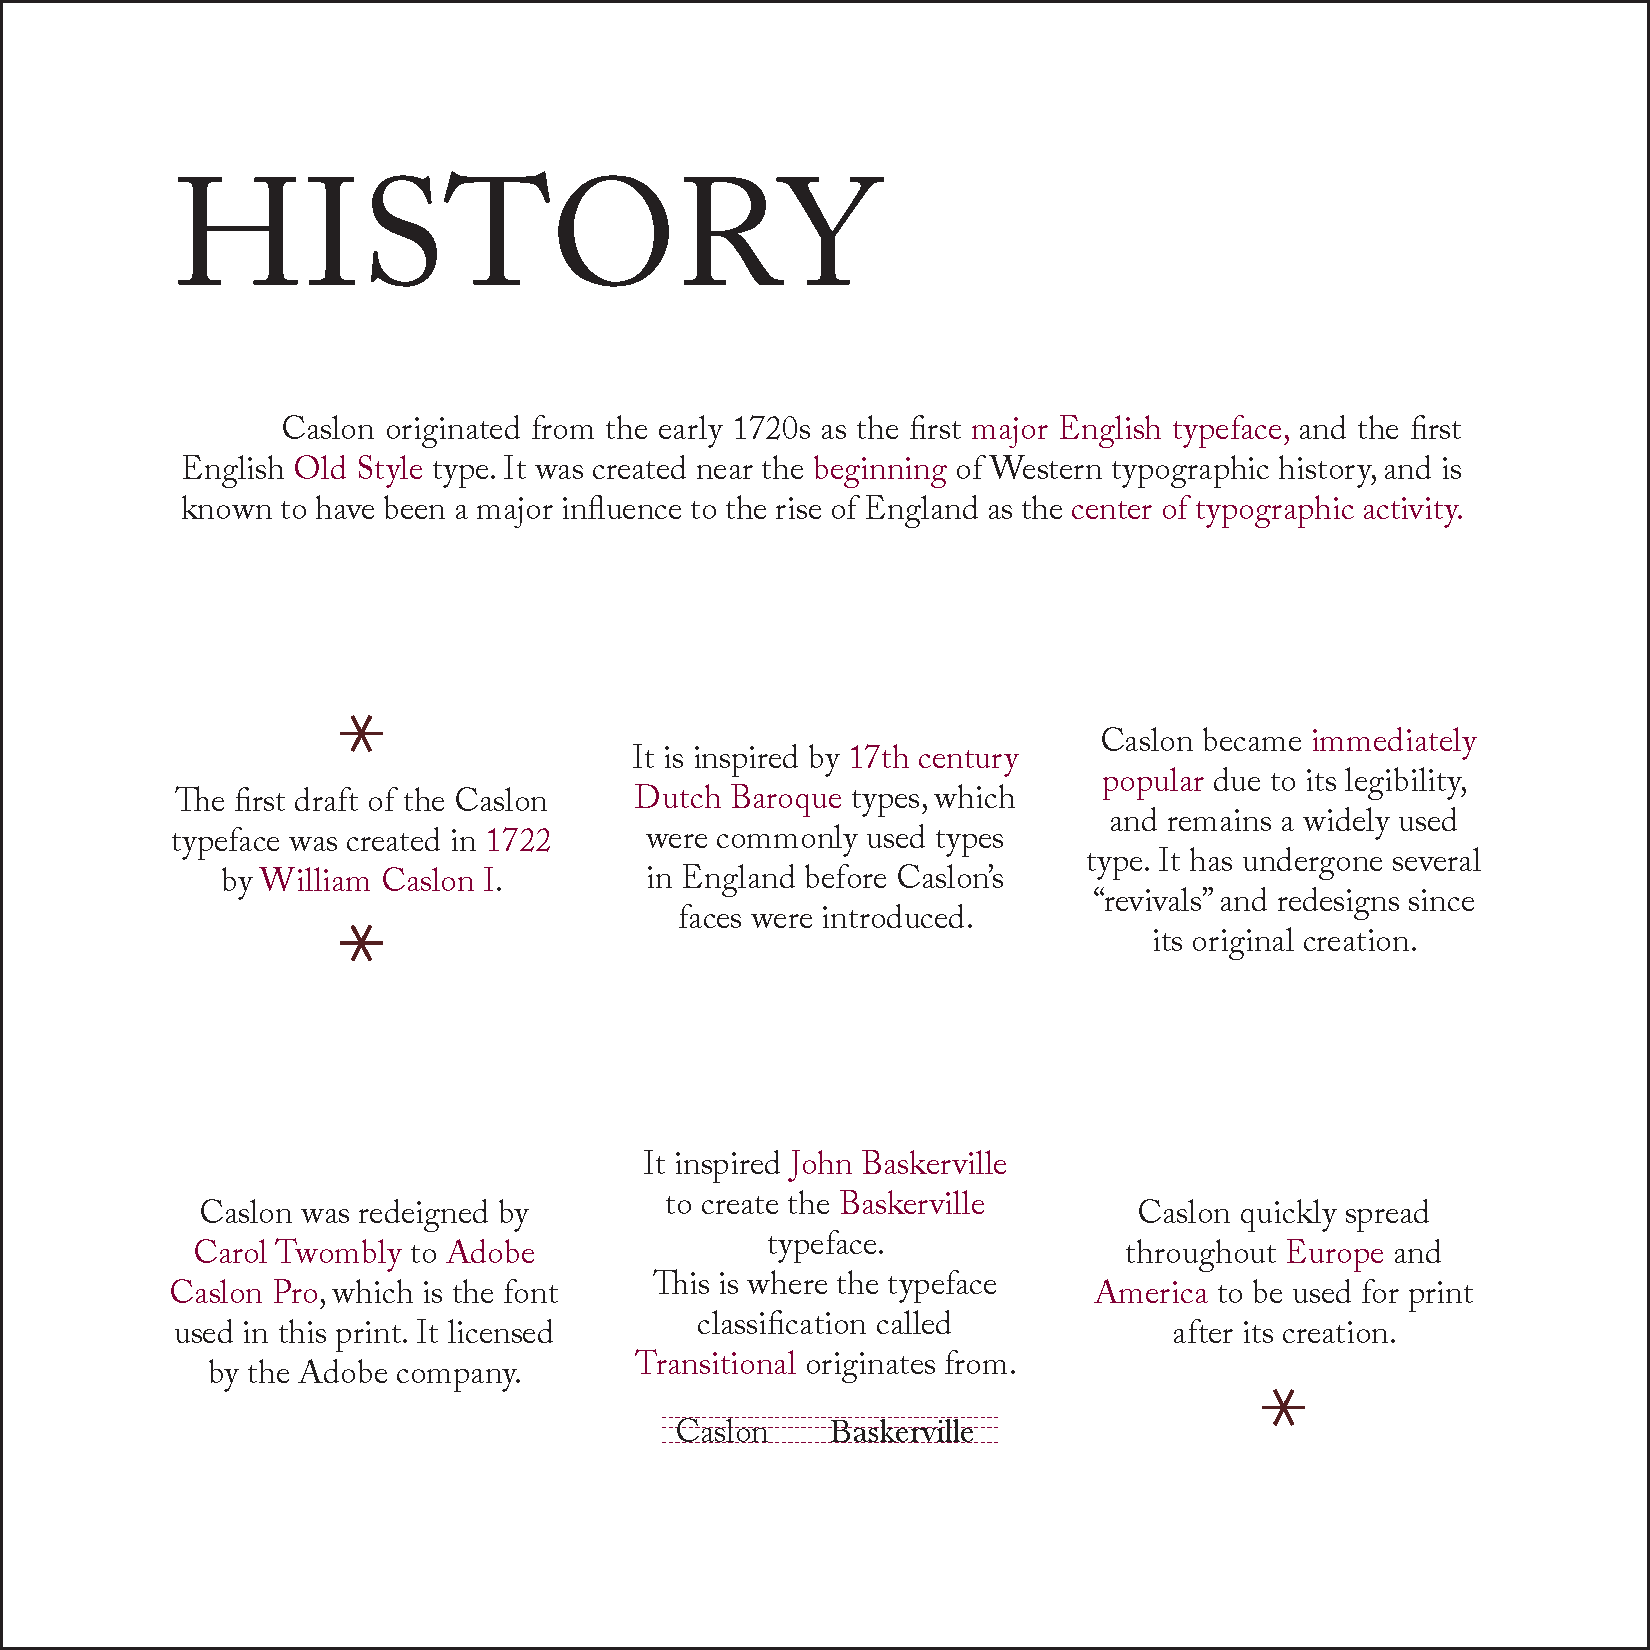 HISTORY
Caslon originated from the early 1720s as the first major English typeface, and the first
English Old Style type. It was created near the beginning of Western typographic history, and is
known to have been a major influence to the rise of England as the center of typographic activity.
The first draft of the Caslon
typeface was created in 1722
by William Caslon I.
It is inspired by 17th century
Dutch Baroque types, which
were commonly used types
in England before Caslon’s
faces were introduced.
Caslon became immediately
popular due to its legibility,
and remains a widely used
type. It has undergone several
“revivals” and redesigns since
its original creation.
Caslon was redeigned by
Carol Twombly to Adobe
Caslon Pro, which is the font
used in this print. It licensed
by the Adobe company.
It inspired John Baskerville
to create the Baskerville
typeface.
This is where the typeface
classification called
Transitional originates from.
Caslon Baskerville
Caslon quickly spread
throughout Europe and
America to be used for print
after its creation.